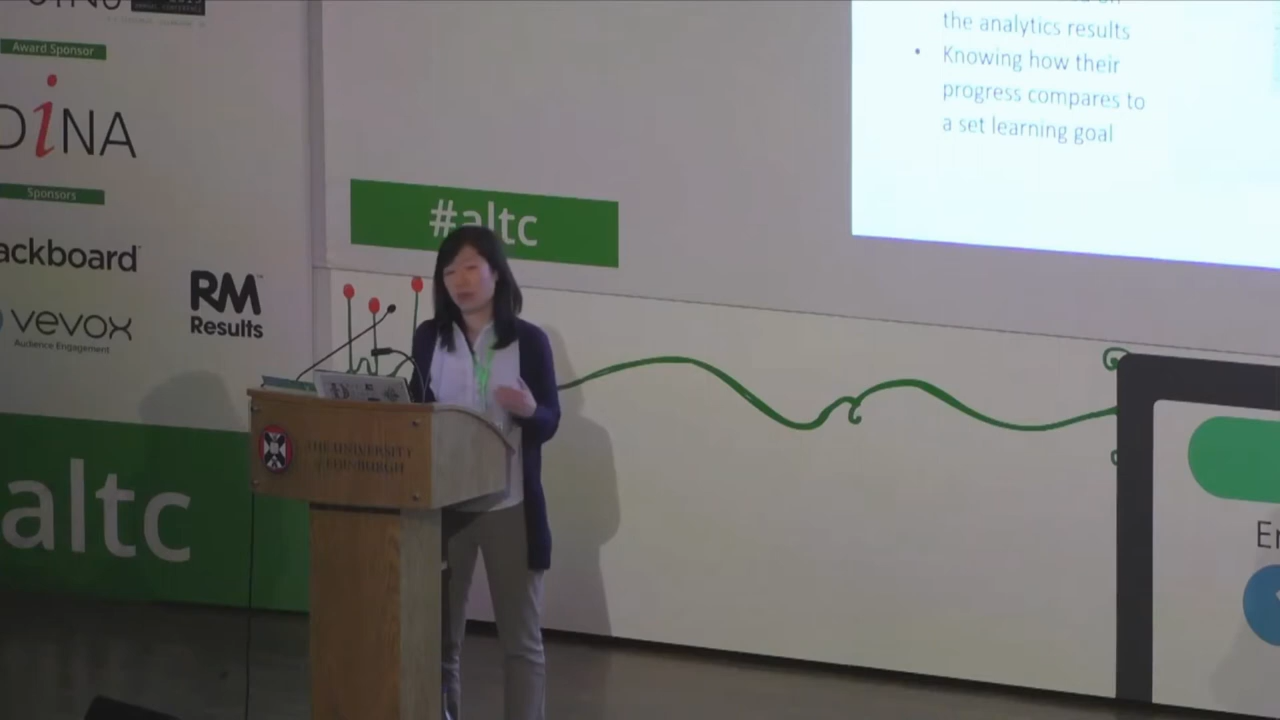 Award Sponsor
DiNA
Sponsors
ackboard
RM
Results
vevox
Audience Engagement
altc
#altc
THE UNIVERSITY
of EDINBURGH
the analytics results
• Knowing how their
progress compares to
a set learning goal